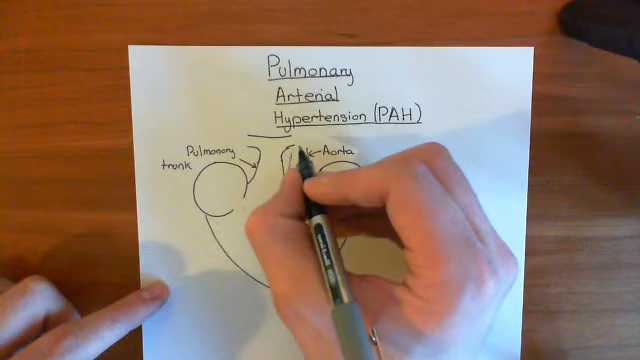 Pulmonary
Arterial
Hypertension (PAH)
Pulmonary
trunk
Aorta